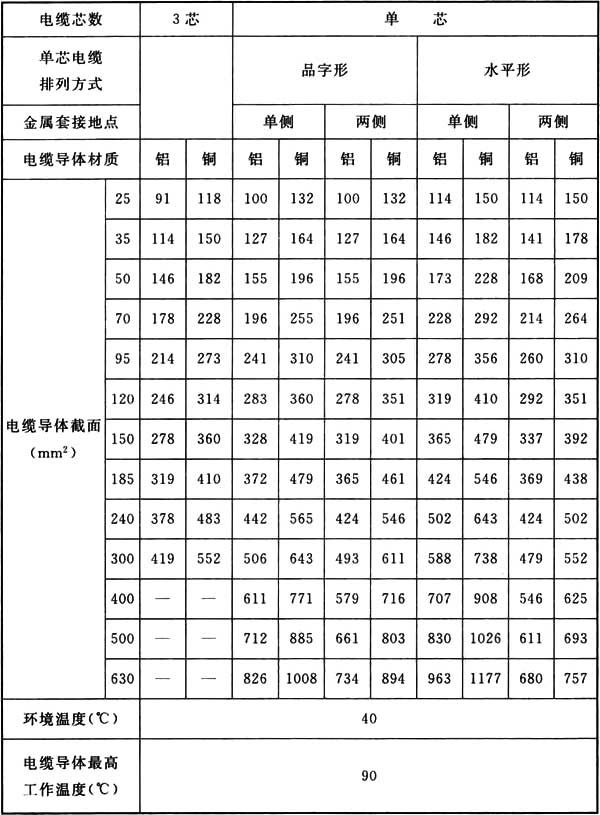 电缆芯数 3芯 单 芯
单芯电缆
排列方式 品字形 水平形
金属套接地点 单侧 两侧 单侧 两侧
电缆导体材质 铝 铜 铝 铜 铝 铜 铝 铜 铝 铜
电缆导体截面
(mm²)
25 91 118 100 132 100 132 114 150 114 150
35 114 150 127 164 127 164 146 182 141 178
50 146 182 155 196 155 196 173 228 168 209
70 178 228 196 255 196 251 228 292 214 264
95 214 273 241 310 241 305 278 356 260 310
120 246 314 283 360 278 351 319 410 292 351
150 278 360 328 419 319 401 365 479 337 392
185 319 410 372 479 365 461 424 546 369 438
240 378 483 442 565 424 546 502 643 424 502
300 419 552 506 643 493 611 588 738 479 552
400 — — 611 771 579 716 707 908 546 625
500 — — 712 885 661 803 830 1026 611 693
630 — — 826 1008 734 894 963 1177 680 757
环境温度(℃) 40
电缆导体最高
工作温度(℃) 90